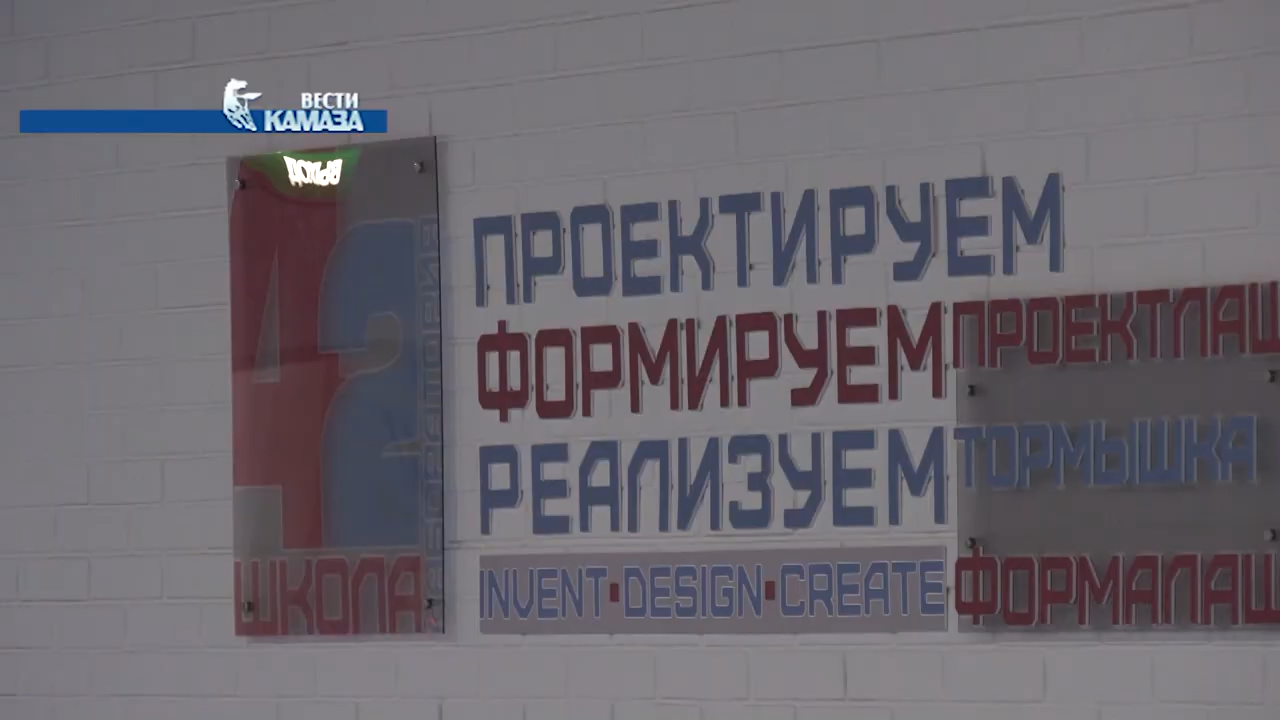 ВЕСТИ
КАМАЗА
42
ШКОЛА
ПРОЕКТИРУЕМ
ФОРМИРУЕМ
РЕАЛИЗУЕМ
INVENT·DESIGN·CREATE
ПРОЕКТЛАШ
ТОРМЫШКА
ФОРМАЛАШ